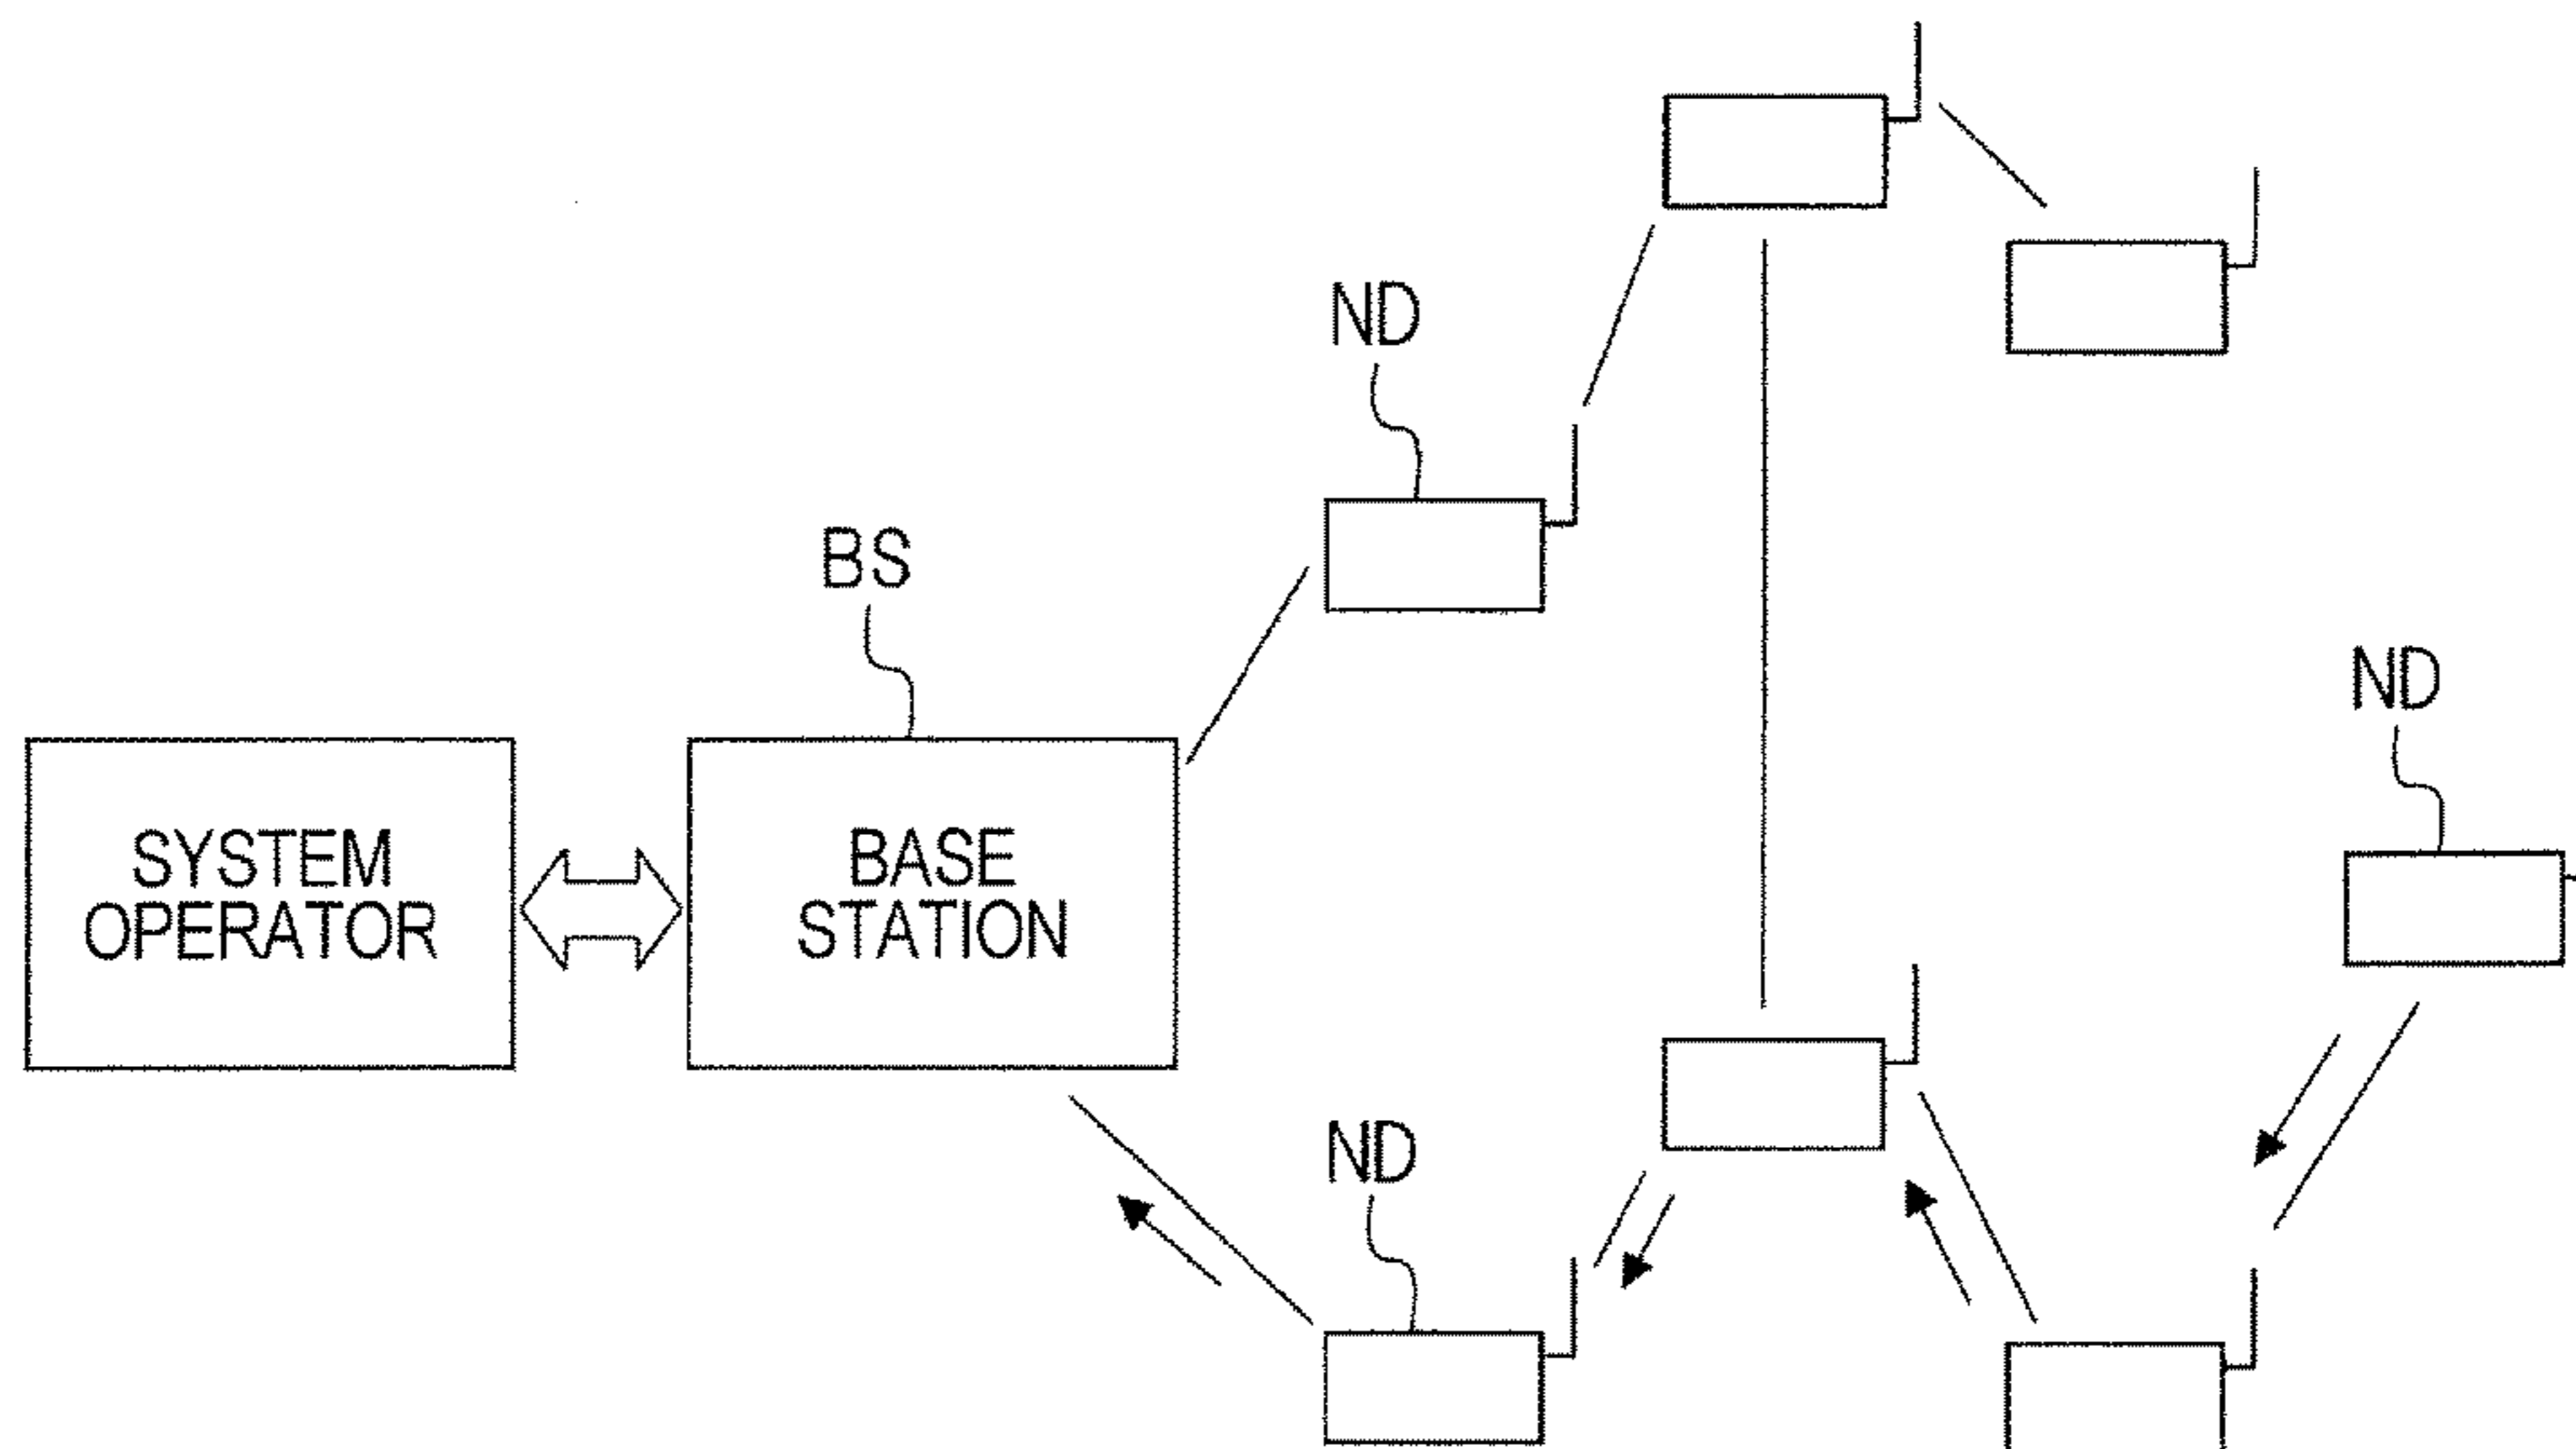 ND
BS
ND
SYSTEM
OPERATOR
BASE
STATION
ND